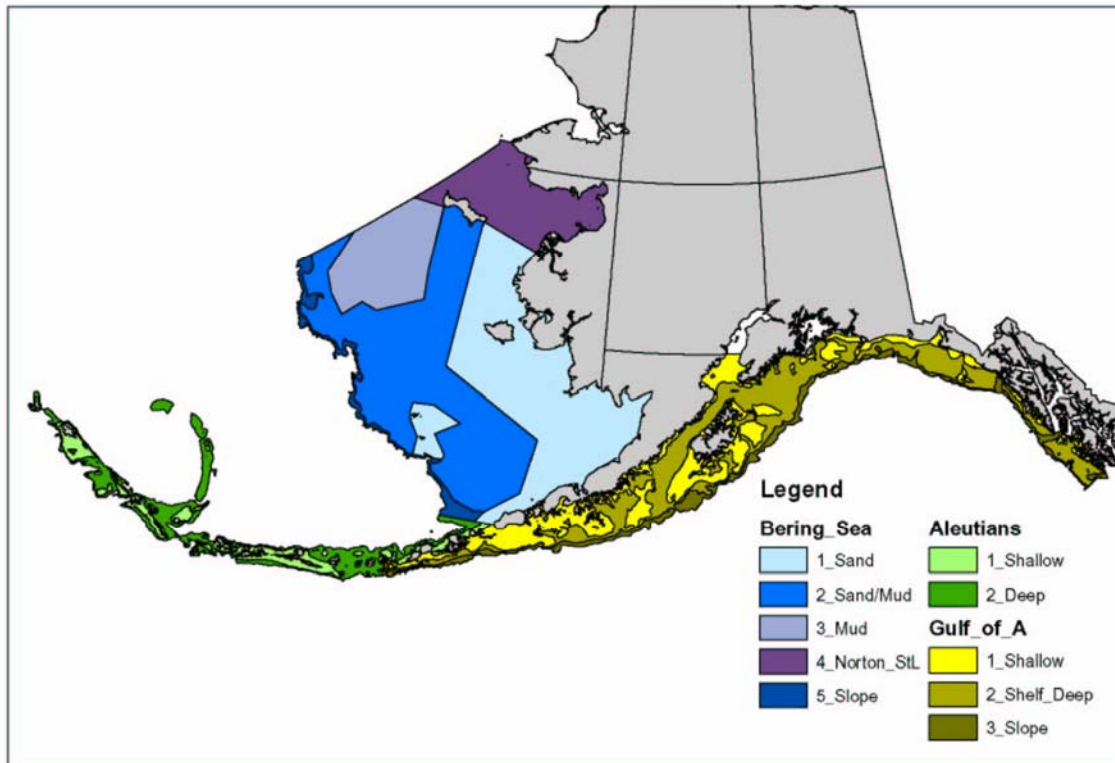 Legend
Bering_Sea
1_Sand
2_Sand/Mud
3_Mud
4_Norton_StL
5_Slope
Aleutians
1_Shallow
2_Deep
Gulf_of_A
1_Shallow
2_Shelf_Deep
3_Slope